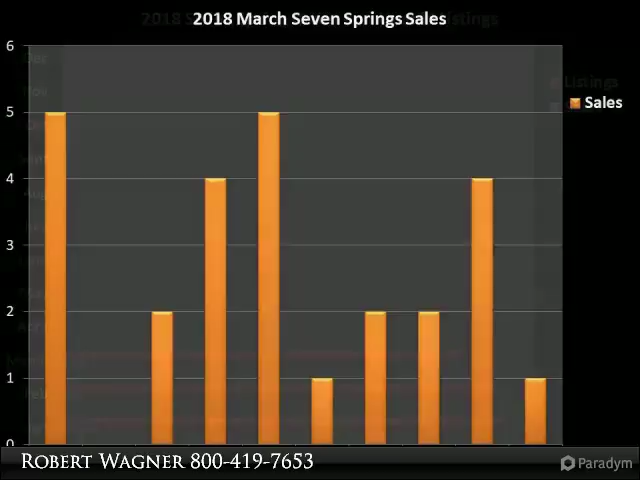 2018 March Seven Springs Sales
6
5
4
3
2
1
0
Sales
Listings
ROBERT WAGNER 800-419-7653
Paradym